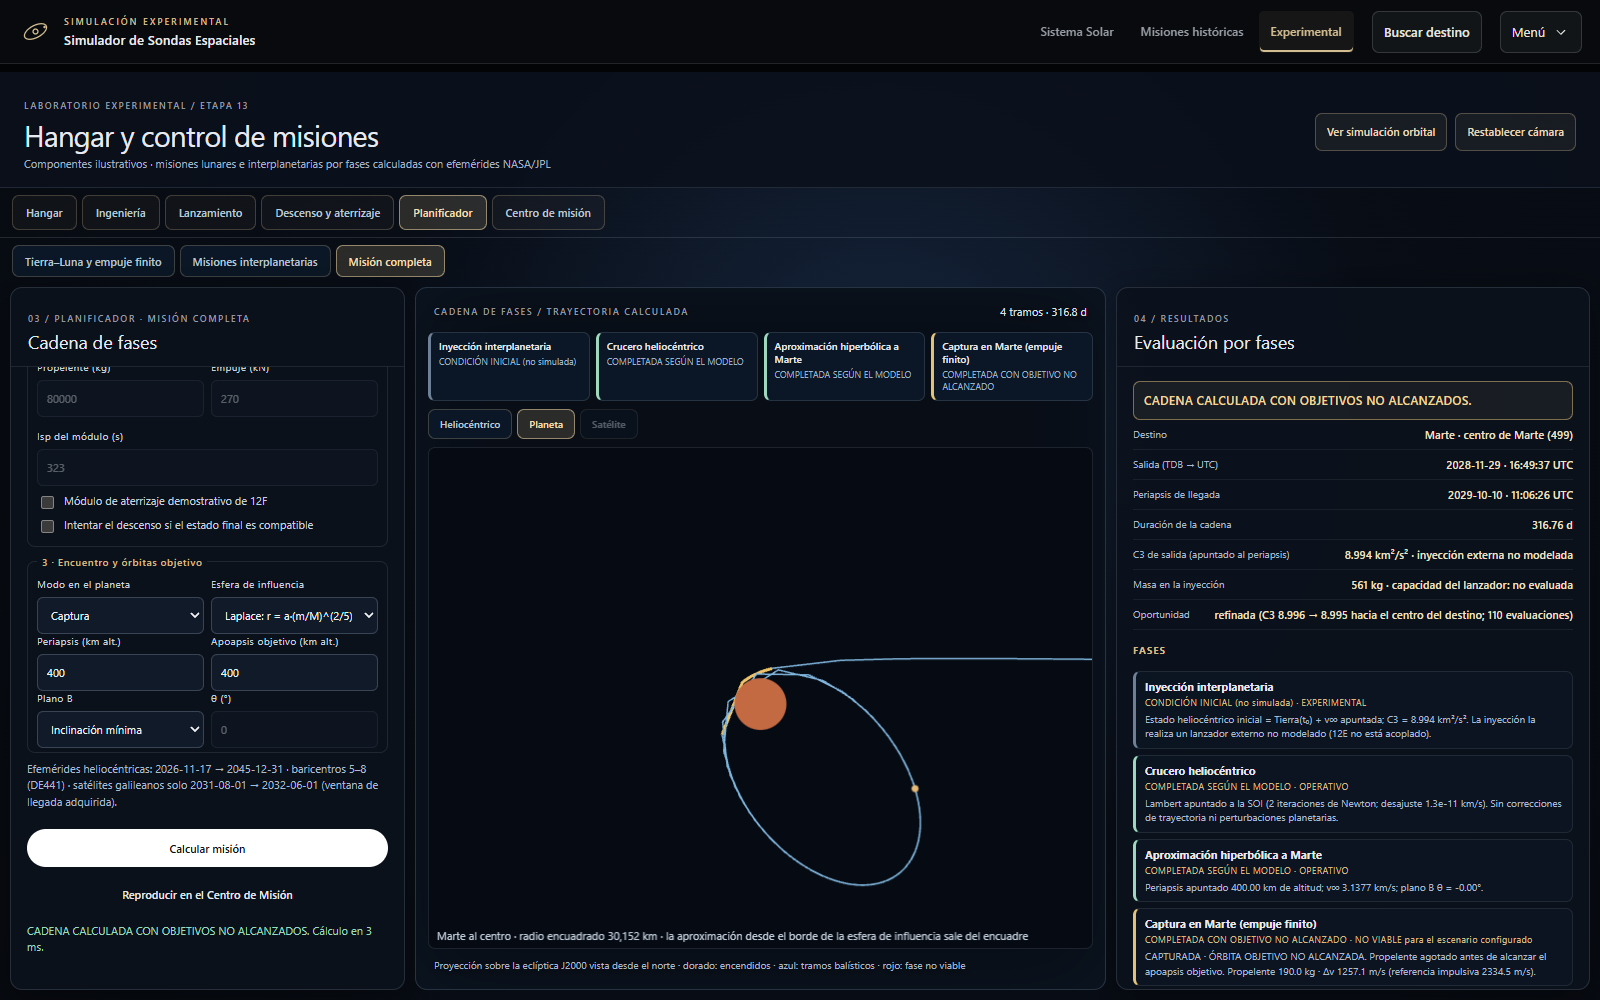 SIMULACIÓN EXPERIMENTAL
Simulador de Sondas Espaciales
Sistema Solar
Misiones históricas
Experimental
Buscar destino
Menú
LABORATORIO EXPERIMENTAL / ETAPA 13
Hangar y control de misiones
Componentes ilustrativos · misiones lunares e interplanetarias por fases calculadas con efemérides NASA/JPL
Ver simulación orbital
Restablecer cámara
Hangar
Ingeniería
Lanzamiento
Descenso y aterrizaje
Planificador
Centro de misión
Tierra–Luna y empuje finito
Misiones interplanetarias
Misión completa
03 / PLANIFICADOR · MISIÓN COMPLETA
Cadena de fases
Propelente (kg)
Empuje (kN)
80000
270
Isp del módulo (s)
323
Módulo de aterrizaje demostrativo de 12F
Intentar el descenso si el estado final es compatible
3 · Encuentro y órbitas objetivo
Modo en el planeta
Esfera de influencia
Captura
Laplace: r = a·(m/M)^(2/5)
Periapsis (km alt.)
Apoapsis objetivo (km alt.)
400
400
Plano B
θ (°)
Inclinación mínima
0
Efemérides heliocéntricas: 2026-11-17 → 2045-12-31 · baricentros 5–8
(DE441) · satélites galileanos solo 2031-08-01 → 2032-06-01 (ventana de
llegada adquirida).
Calcular misión
Reproducir en el Centro de Misión
CADENA CALCULADA CON OBJETIVOS NO ALCANZADOS. Cálculo en 3
ms.
CADENA DE FASES / TRAYECTORIA CALCULADA
4 tramos · 316.8 d
Inyección interplanetaria
CONDICIÓN INICIAL (no simulada)
Crucero heliocéntrico
COMPLETADA SEGÚN EL MODELO
Aproximación hiperbólica a
Marte
COMPLETADA SEGÚN EL MODELO
Captura en Marte (empuje
finito)
COMPLETADA CON OBJETIVO NO
ALCANZADO
Heliocéntrico
Planeta
Satélite
Marte al centro · radio encuadrado 30,152 km · la aproximación desde el borde de la esfera de influencia sale del encuadre
Proyección sobre la eclíptica J2000 vista desde el norte · dorado: encendidos · azul: tramos balísticos · rojo: fase no viable
04 / RESULTADOS
Evaluación por fases
CADENA CALCULADA CON OBJETIVOS NO ALCANZADOS.
Destino
Marte · centro de Marte (499)
Salida (TDB → UTC)
2028-11-29 · 16:49:37 UTC
Periapsis de llegada
2029-10-10 · 11:06:26 UTC
Duración de la cadena
316.76 d
C3 de salida (apuntado al periapsis)
8.994 km²/s² · inyección externa no modelada
Masa en la inyección
561 kg · capacidad del lanzador: no evaluada
Oportunidad
refinada (C3 8.996 → 8.995 hacia el centro del destino; 110 evaluaciones)
FASES
Inyección interplanetaria
CONDICIÓN INICIAL (no simulada) · EXPERIMENTAL
Estado heliocéntrico inicial = Tierra(t₀) + v∞ apuntada; C3 = 8.994 km²/s². La inyección la
realiza un lanzador externo no modelado (12E no está acoplado).
Crucero heliocéntrico
COMPLETADA SEGÚN EL MODELO · OPERATIVO
Lambert apuntado a la SOI (2 iteraciones de Newton; desajuste 1.3e-11 km/s). Sin correcciones
de trayectoria ni perturbaciones planetarias.
Aproximación hiperbólica a Marte
COMPLETADA SEGÚN EL MODELO · OPERATIVO
Periapsis apuntado 400.00 km de altitud; v∞ 3.1377 km/s; plano B θ = -0.00°.
Captura en Marte (empuje finito)
COMPLETADA CON OBJETIVO NO ALCANZADO · NO VIABLE para el escenario configurado
CAPTURADA · ÓRBITA OBJETIVO NO ALCANZADA. Propelente agotado antes de alcanzar el
apoapsis objetivo. Propelente 190.0 kg · Δv 1257.1 m/s (referencia impulsiva 2334.5 m/s).